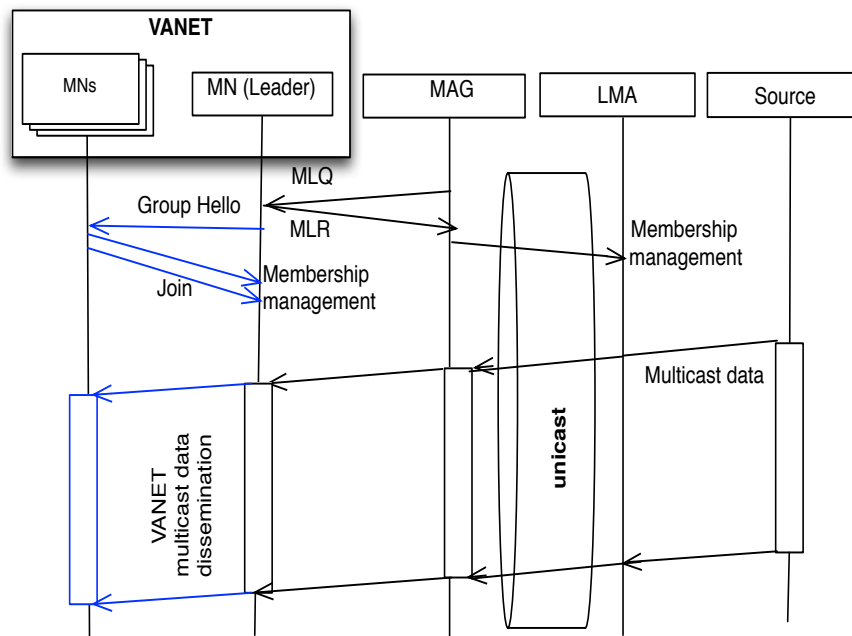 VANET
MNs
MN (Leader)
MAG
LMA
Source
MLQ
Group Hello
MLR
Membership
management
Join
Membership
management
Multicast data
unicast
VANET
multicast data
dissemination